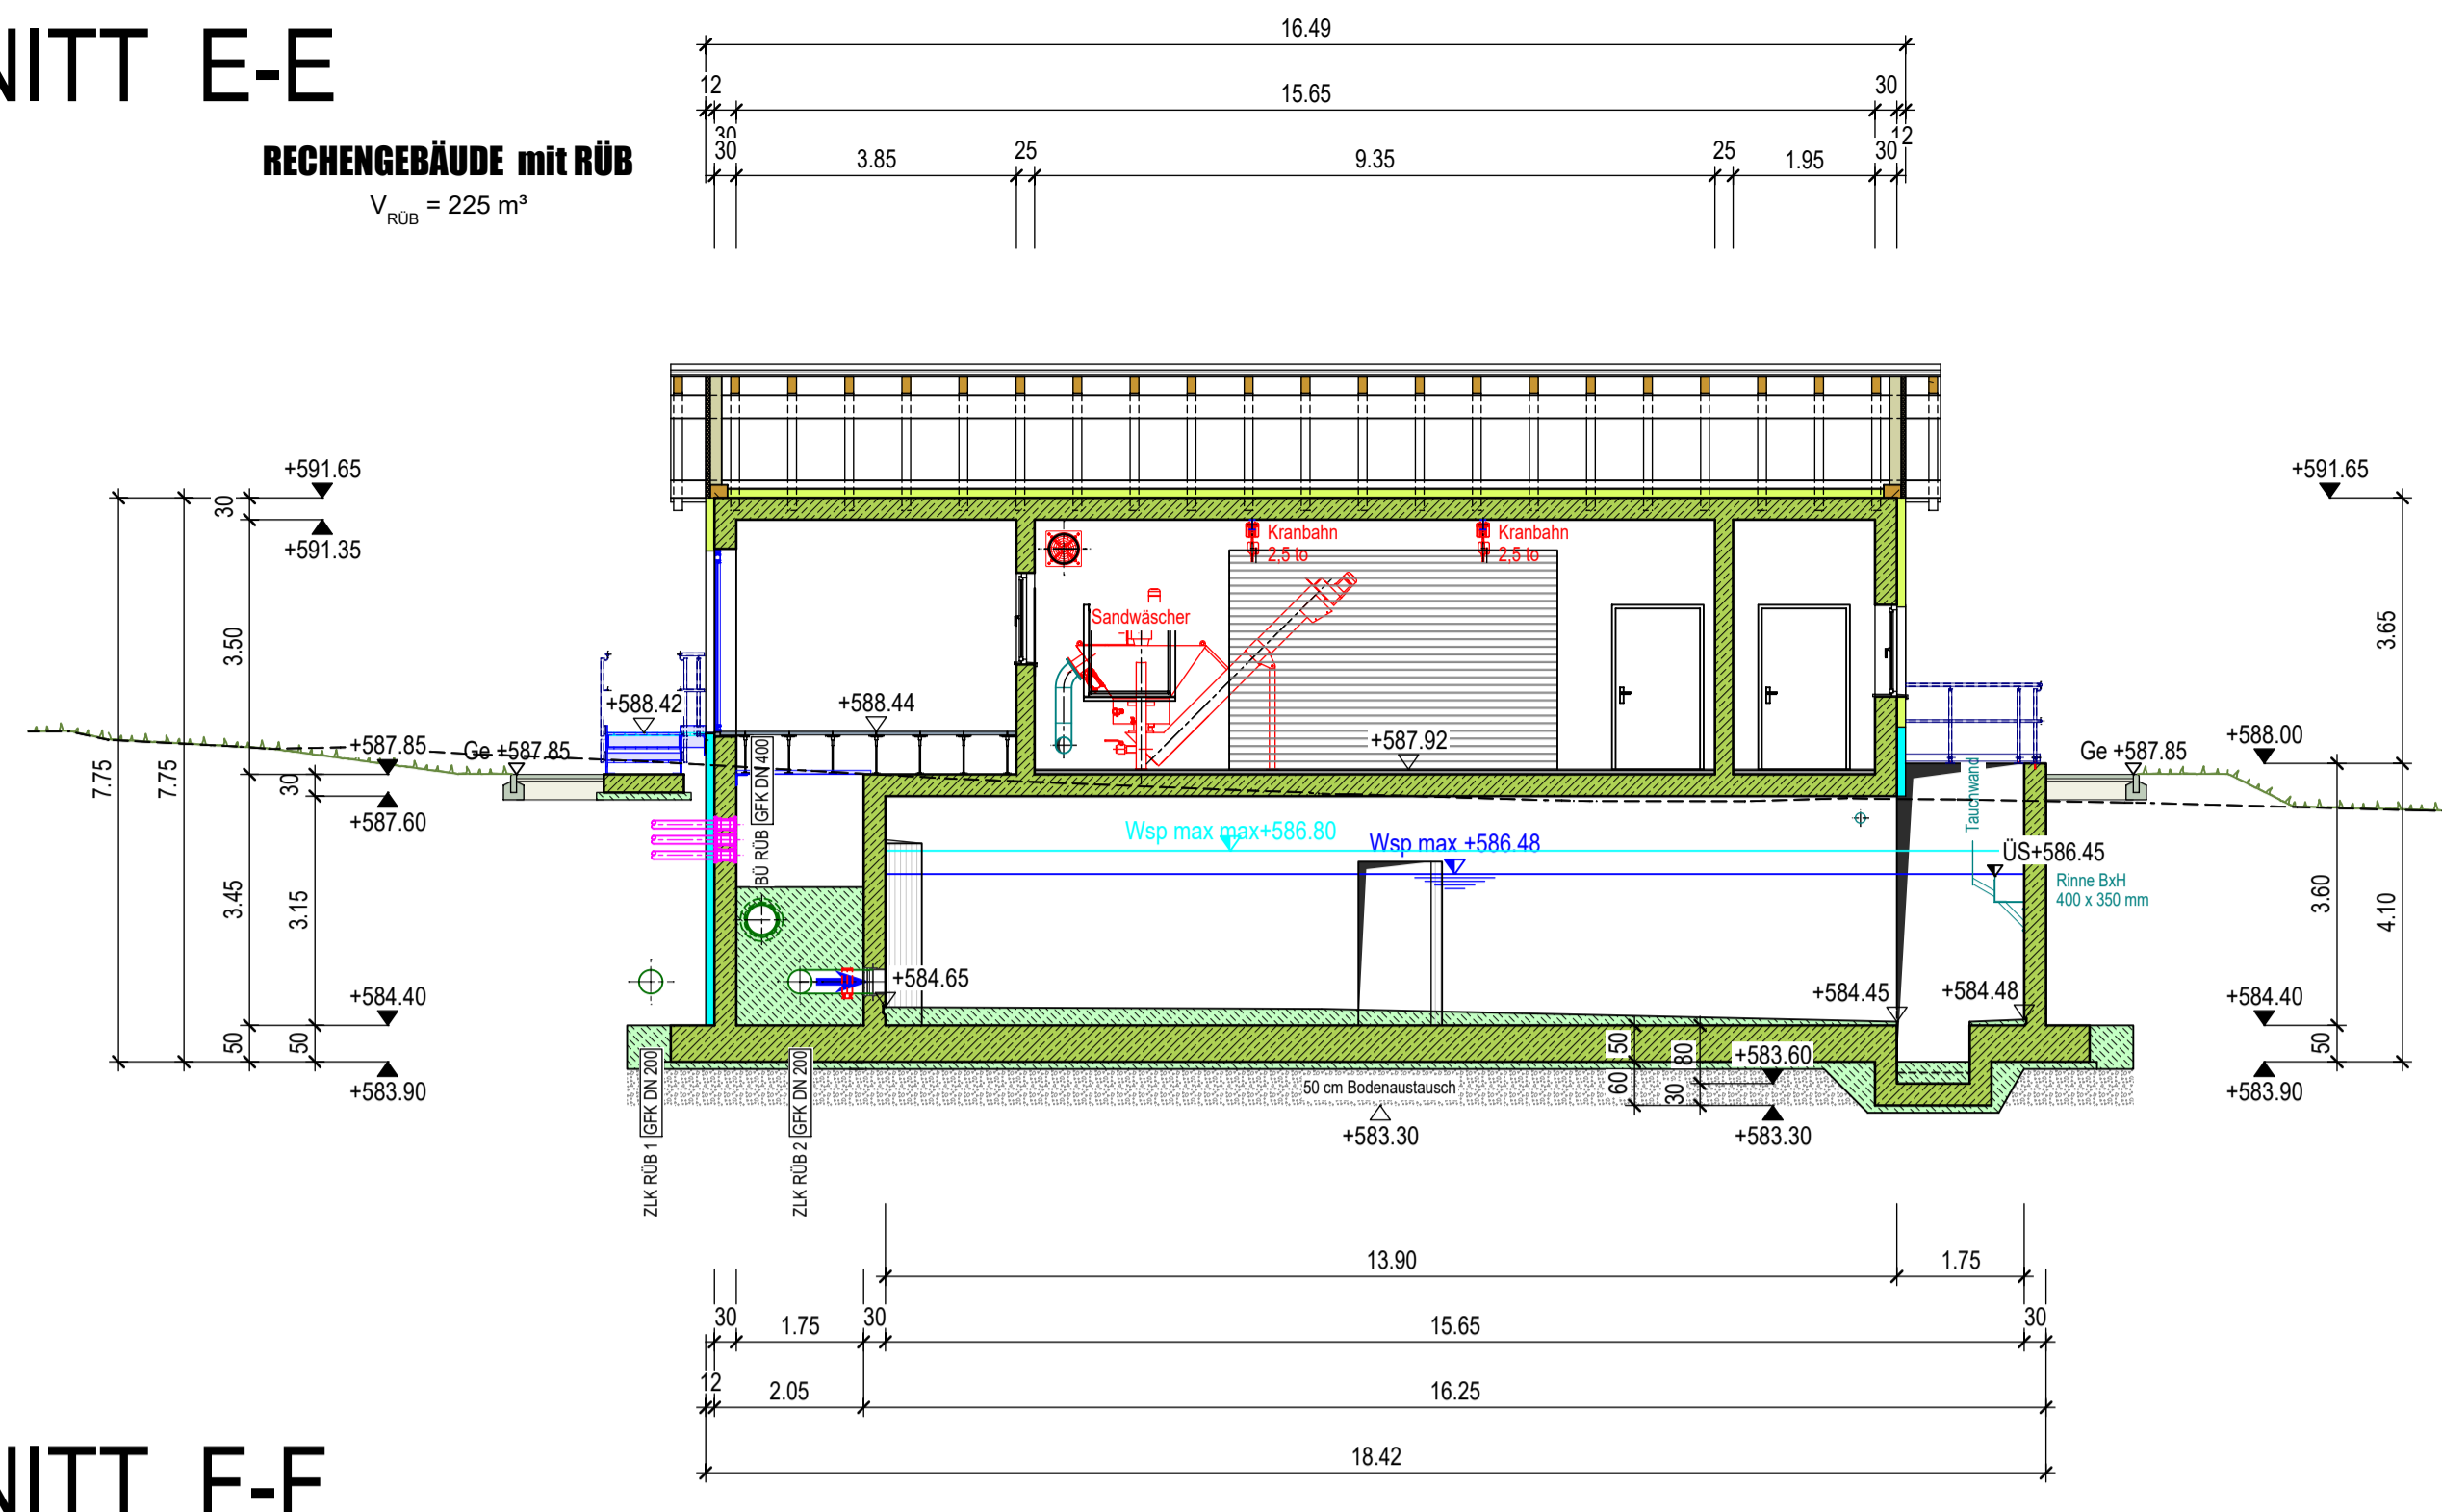 NITT E-E
RECHENGEBÄUDE mit RÜB
V RÜB = 225 m³
16.49
12
15.65
30
30
12
30
3.85
25
9.35
25
1.95
30
+591.65
+591.65
30
+591.35
Kranbahn
2,5 to
Kranbahn
2,5 to
Sandwäscher
3.50
3.65
+588.42
+588.44
+587.92
+588.00
+587.85
Ge +587.85
Ge +587.85
7.75
7.75
30
+587.60
BÜ RÜB GFK DN 400
Tauchwand
Wsp max max+586.80
Wsp max +586.48
ÜS+586.45
Rinne BxH
400 x 350 mm
3.45
3.15
3.60
4.10
+584.65
+584.45
+584.48
+584.40
+584.40
50
50
50
80
+583.60
50
+583.90
60
30
50 cm Bodenaustausch
+583.90
+583.30
+583.30
ZLK RÜB 1 GFK DN 200
ZLK RÜB 2 GFK DN 200
13.90
1.75
30
1.75
30
15.65
30
12
2.05
16.25
18.42
NITT F-F